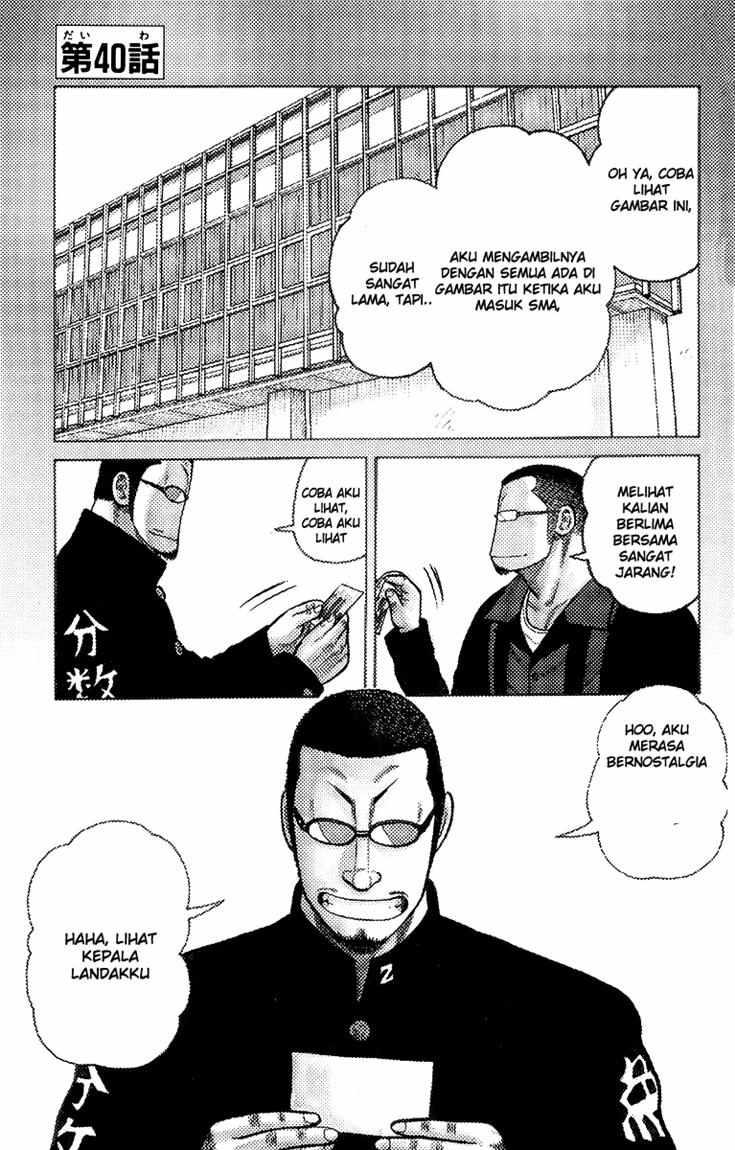 だい わ
第40話
OH YA, COBA
LIHAT
GAMBAR INI,
AKU MENGAMBILNYA
DENGAN SEMUA ADA DI
GAMBAR ITU KETIKA AKU
MASUK SMA,
SUDAH
SANGAT
LAMA, TAPI..
MELIHAT
KALIAN
BERLIMA
BERSAMA
SANGAT
JARANG!
COBA AKU
LIHAT,
COBA AKU
LIHAT
分
数
HOO, AKU
MERASA
BERNOSTALGIA
HAHA, LIHAT
KEPALA
LANDAKKU
Z